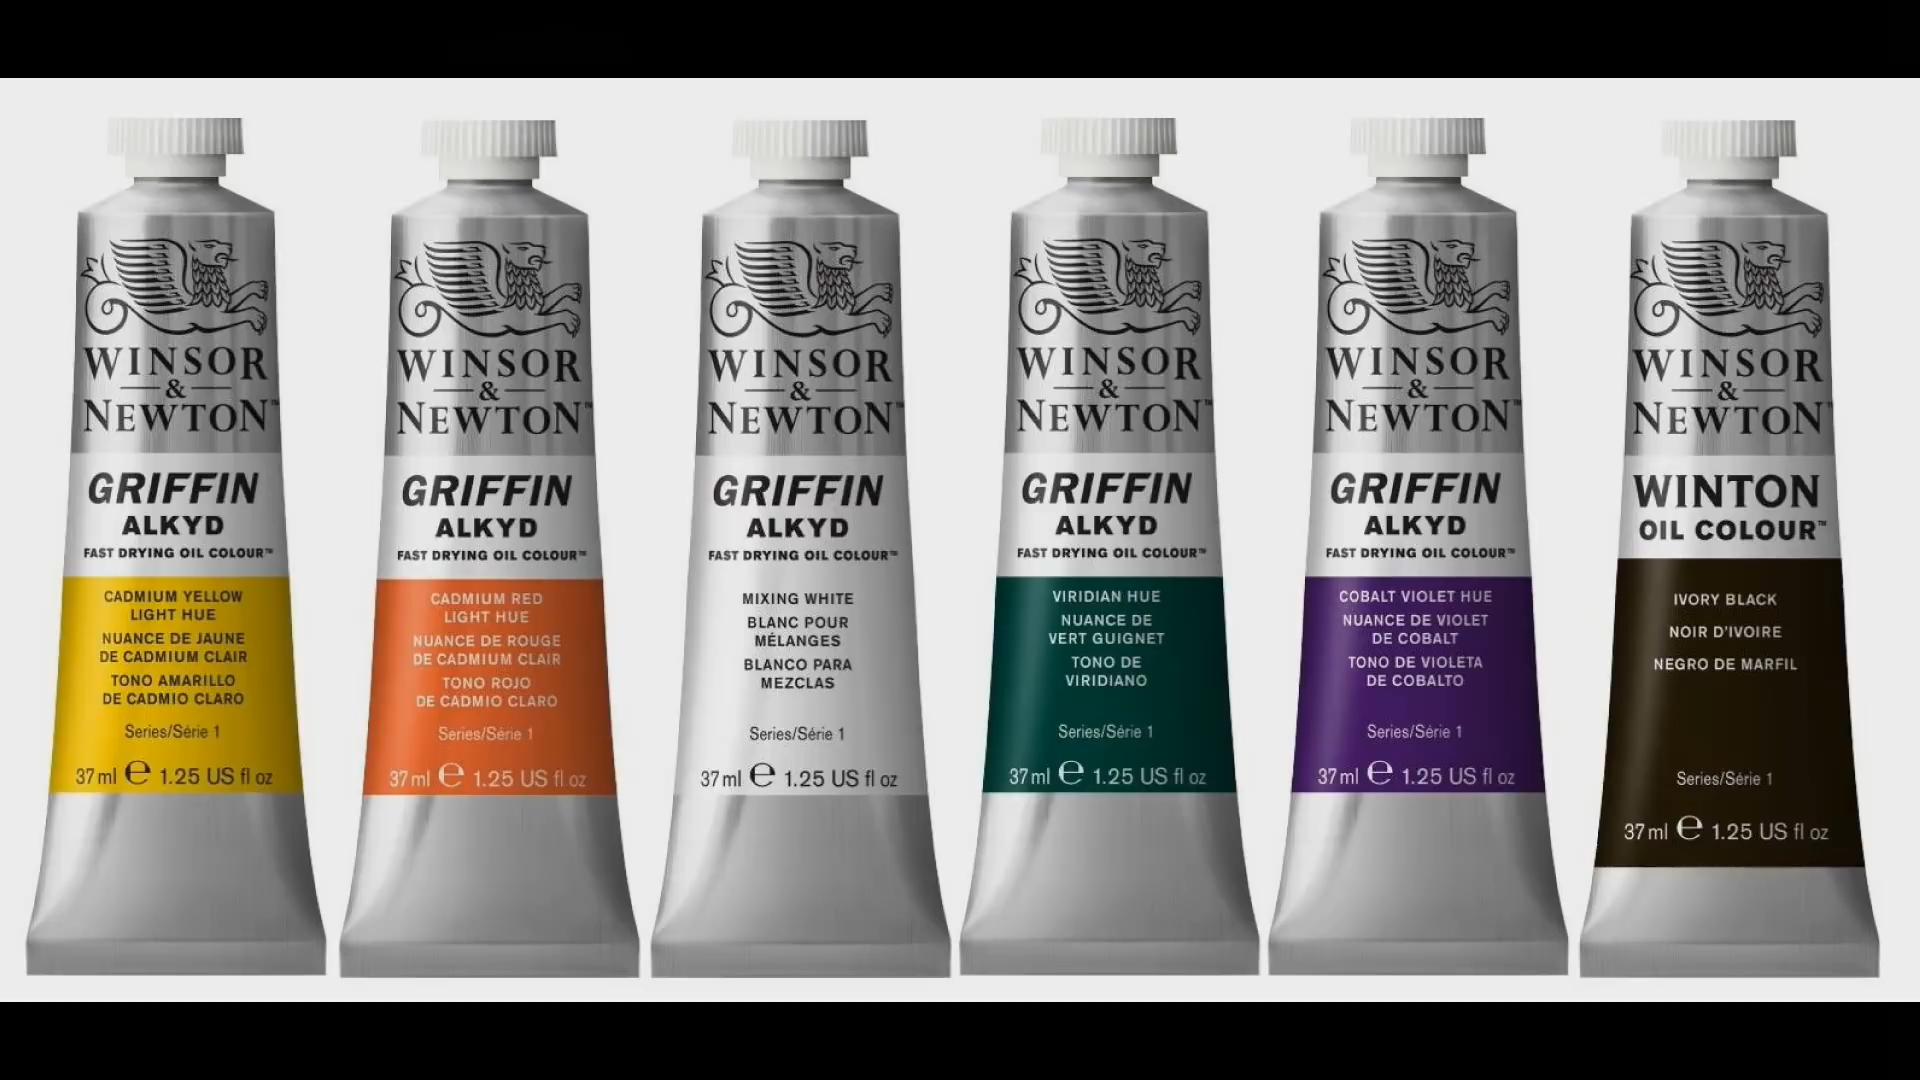 WINSOR
&
NEWTON™
GRIFFIN
ALKYD
FAST DRYING OIL COLOUR™
CADMIUM YELLOW
LIGHT HUE
NUANCE DE JAUNE
DE CADMIUM CLAIR
TONO AMARILLO
DE CADMIO CLARO
Series/Série 1
37 ml ℮ 1.25 US fl oz
WINSOR
&
NEWTON™
GRIFFIN
ALKYD
FAST DRYING OIL COLOUR™
CADMIUM RED
LIGHT HUE
NUANCE DE ROUGE
DE CADMIUM CLAIR
TONO ROJO
DE CADMIO CLARO
Series/Série 1
37 ml ℮ 1.25 US fl oz
WINSOR
&
NEWTON™
GRIFFIN
ALKYD
FAST DRYING OIL COLOUR™
MIXING WHITE
BLANC POUR
MÉLANGES
BLANCO PARA
MEZCLAS
Series/Série 1
37 ml ℮ 1.25 US fl oz
WINSOR
&
NEWTON™
GRIFFIN
ALKYD
FAST DRYING OIL COLOUR™
VIRIDIAN HUE
NUANCE DE
VERT GUIGNET
TONO DE
VIRIDIANO
Series/Série 1
37 ml ℮ 1.25 US fl oz
WINSOR
&
NEWTON™
GRIFFIN
ALKYD
FAST DRYING OIL COLOUR™
COBALT VIOLET HUE
NUANCE DE VIOLET
DE COBALT
TONO DE VIOLETA
DE COBALTO
Series/Série 1
37 ml ℮ 1.25 US fl oz
WINSOR
&
NEWTON™
WINTON
OIL COLOUR™
IVORY BLACK
NOIR D'IVOIRE
NEGRO DE MARFIL
Series/Série 1
37 ml ℮ 1.25 US fl oz